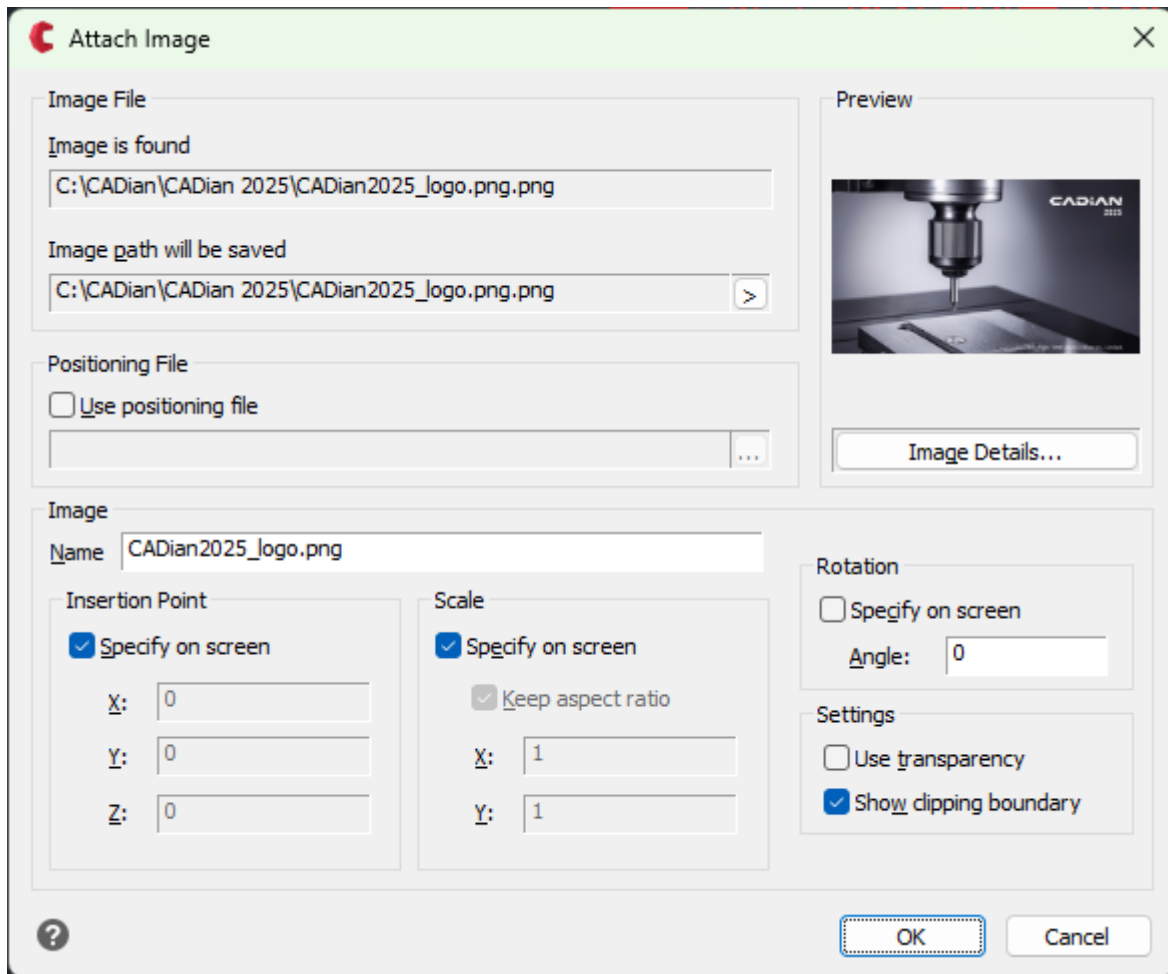 Attach Image
Image File
Image is found
C:\CADian\CADian 2025\CADian2025_logo.png.png
Image path will be saved
C:\CADian\CADian 2025\CADian2025_logo.png.png
>
Preview
CADIAN
2025
Image Details...
Positioning File
Use positioning file
...
Image
Name CADian2025_logo.png
Insertion Point
Specify on screen
X: 0
Y: 0
Z: 0
Scale
Specify on screen
Keep aspect ratio
X: 1
Y: 1
Rotation
Specify on screen
Angle: 0
Settings
Use transparency
Show clipping boundary
?
OK
Cancel